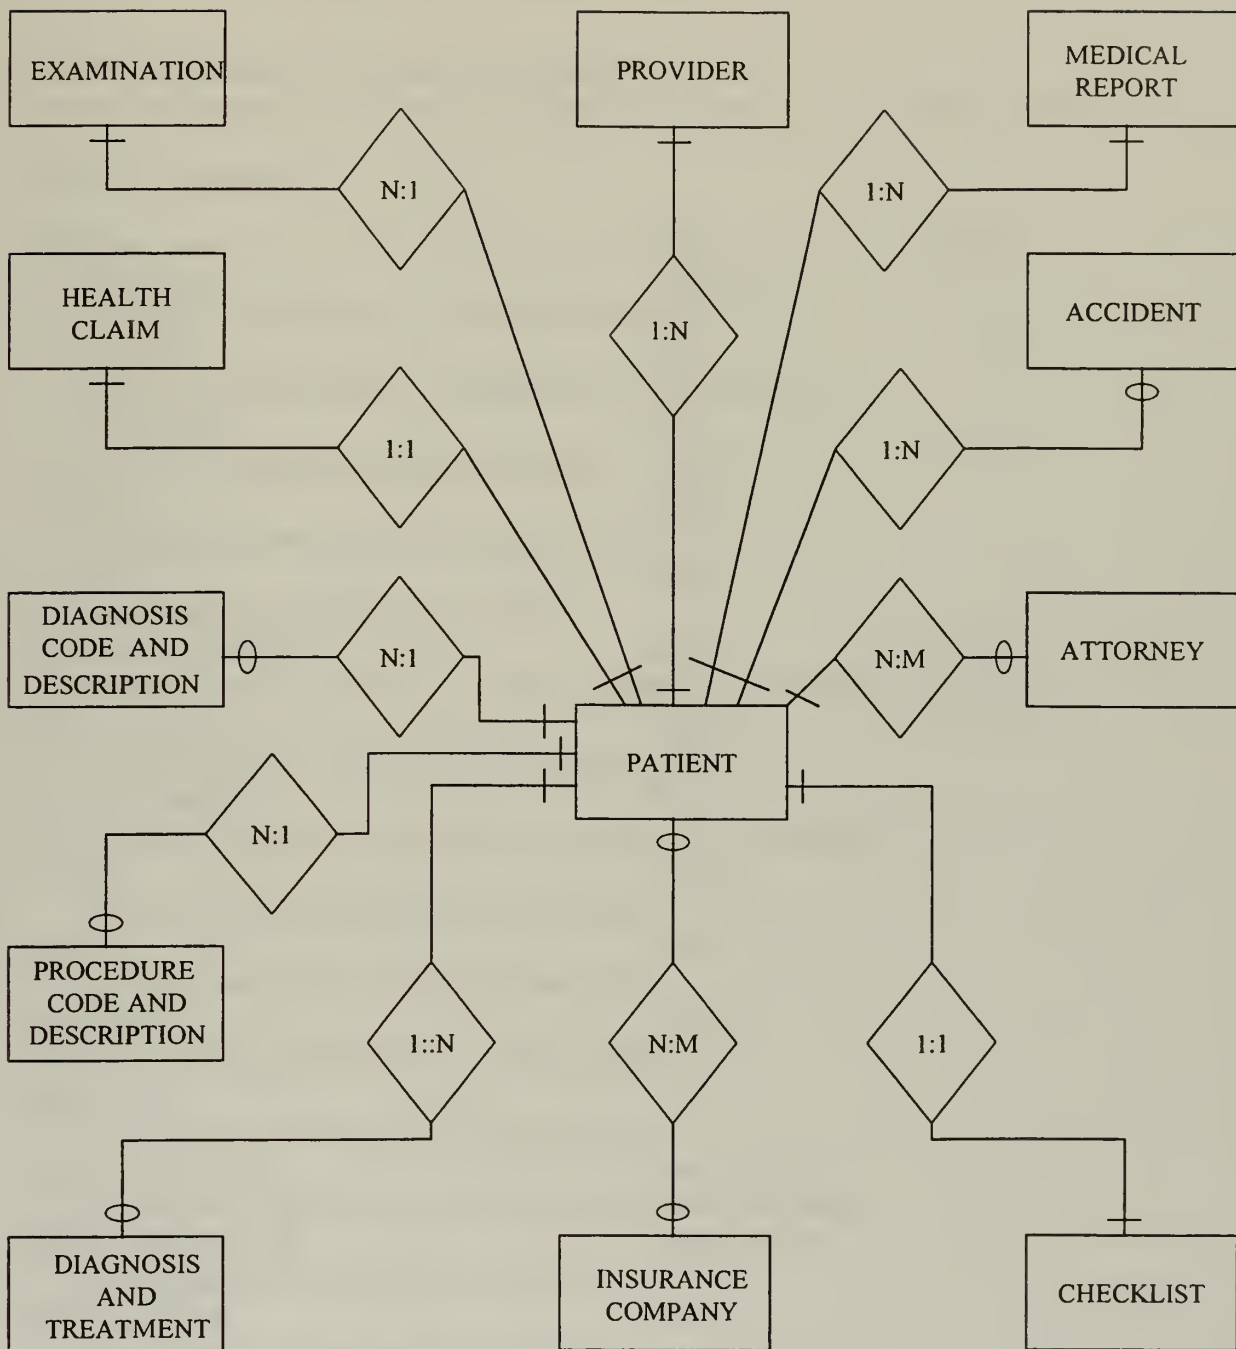 EXAMINATION
PROVIDER
MEDICAL
REPORT
N:1
1:N
HEALTH
CLAIM
1:N
ACCIDENT
1:1
1:N
DIAGNOSIS
CODE AND
DESCRIPTION
N:1
N:M
ATTORNEY
PATIENT
N:1
PROCEDURE
CODE AND
DESCRIPTION
1::N
N:M
1:1
DIAGNOSIS
AND
TREATMENT
INSURANCE
COMPANY
CHECKLIST